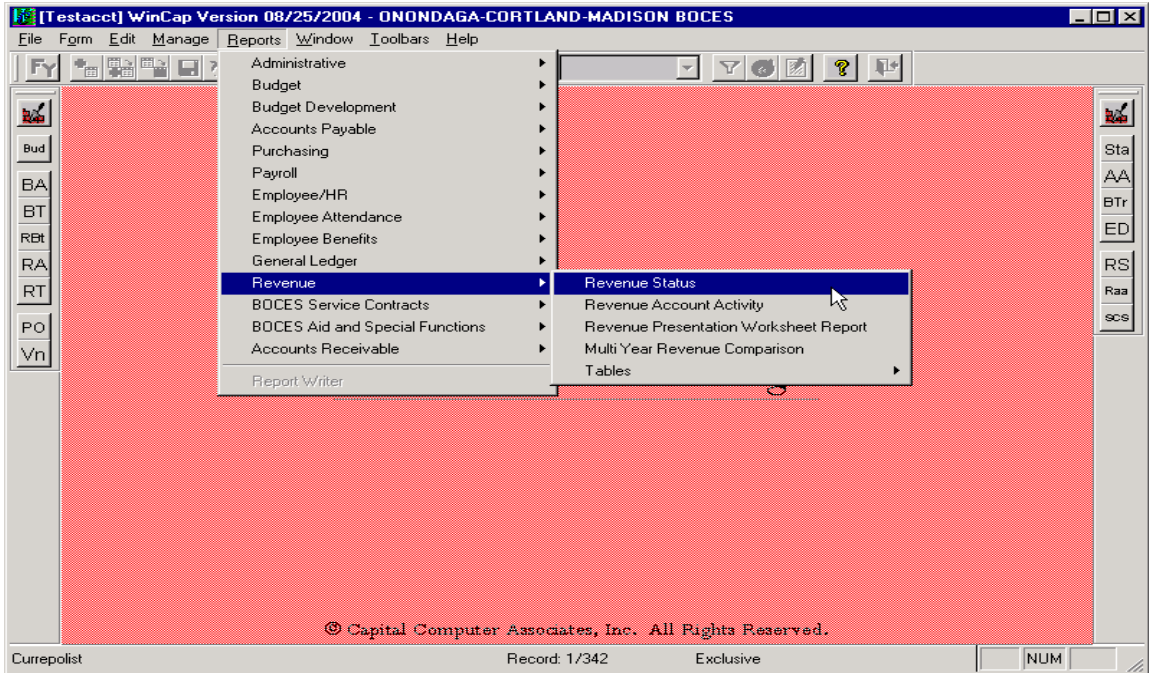 [Testacct] WinCap Version 08/25/2004 - ONONDAGA-CORTLAND-MADISON BOCES
File Form Edit Manage Reports Window Toolbars Help
FY
Administrative
Budget
Budget Development
Accounts Payable
Purchasing
Payroll
Employee/HR
Employee Attendance
Employee Benefits
General Ledger
Revenue
BOCES Service Contracts
BOCES Aid and Special Functions
Accounts Receivable
Report Writer
Revenue Status
Revenue Account Activity
Revenue Presentation Worksheet Report
Multi Year Revenue Comparison
Tables
Bud
BA
BT
RBt
RA
RT
PO
Vn
Sta
AA
BTr
ED
RS
Raa
scs
© Capital Computer Associates, Inc. All Rights Reserved.
Currepolist Record: 1/342 Exclusive NUM